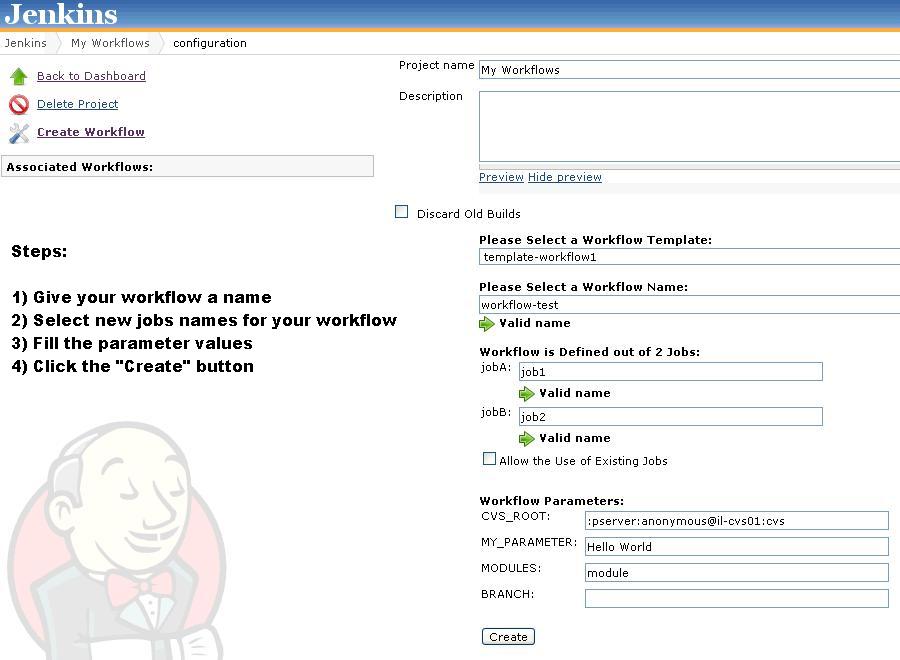 Jenkins
Jenkins My Workflows configuration
Back to Dashboard
Delete Project
Create Workflow
Associated Workflows:
Steps:
1) Give your workflow a name
2) Select new jobs names for your workflow
3) Fill the parameter values
4) Click the "Create" button
Project name My Workflows
Description
Preview Hide preview
Discard Old Builds
Please Select a Workflow Template:
template-workflow1
Please Select a Workflow Name:
workflow-test
Valid name
Workflow is Defined out of 2 Jobs:
jobA: job1
Valid name
jobB: job2
Valid name
Allow the Use of Existing Jobs
Workflow Parameters:
CVS_ROOT: :pserver:anonymous@il-cvs01:cvs
MY_PARAMETER: Hello World
MODULES: module
BRANCH:
Create